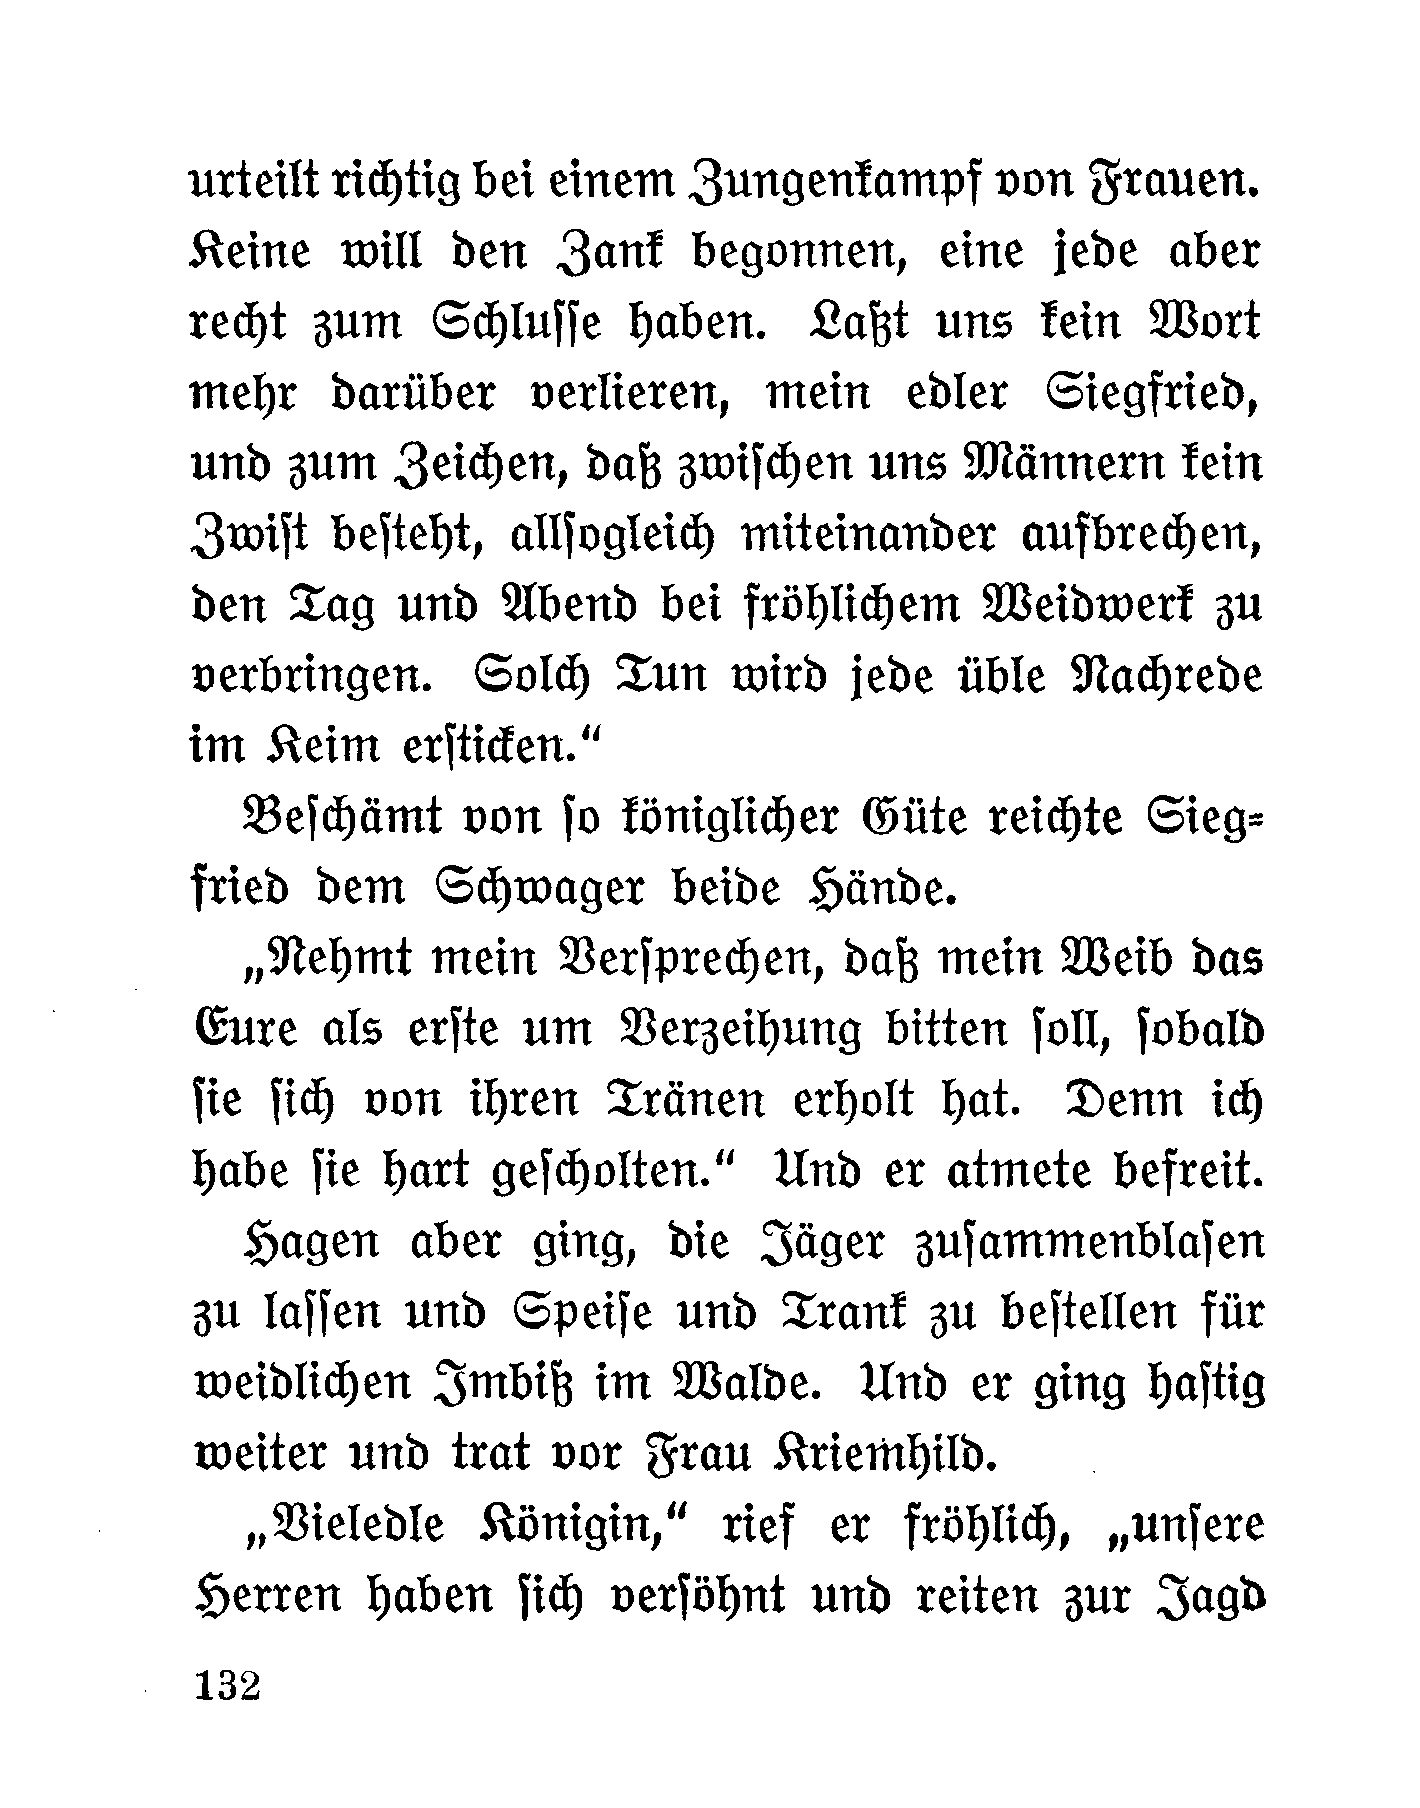 urteilt richtig bei einem Zungenkampf von Frauen.
Keine will den Zank begonnen, eine jede aber
recht zum Schluſſe haben. Laßt uns kein Wort
mehr darüber verlieren, mein edler Siegfried,
und zum Zeichen, daß zwiſchen uns Männern kein
Zwiſt beſteht, allſogleich miteinander aufbrechen,
den Tag und Abend bei fröhlichem Weidwerk zu
verbringen. Solch Tun wird jede üble Nachrede
im Keim erſticken.“
Beſchämt von ſo königlicher Güte reichte Sieg=
fried dem Schwager beide Hände.
„Nehmt mein Verſprechen, daß mein Weib das
Eure als erſte um Verzeihung bitten ſoll, ſobald
ſie ſich von ihren Tränen erholt hat. Denn ich
habe ſie hart geſcholten.“ Und er atmete befreit.
Hagen aber ging, die Jäger zuſammenblaſen
zu laſſen und Speiſe und Trank zu beſtellen für
weidlichen Imbiß im Walde. Und er ging haſtig
weiter und trat vor Frau Kriemhild.
„Vieledle Königin,“ rief er fröhlich, „unſere
Herren haben ſich verſöhnt und reiten zur Jagd
132